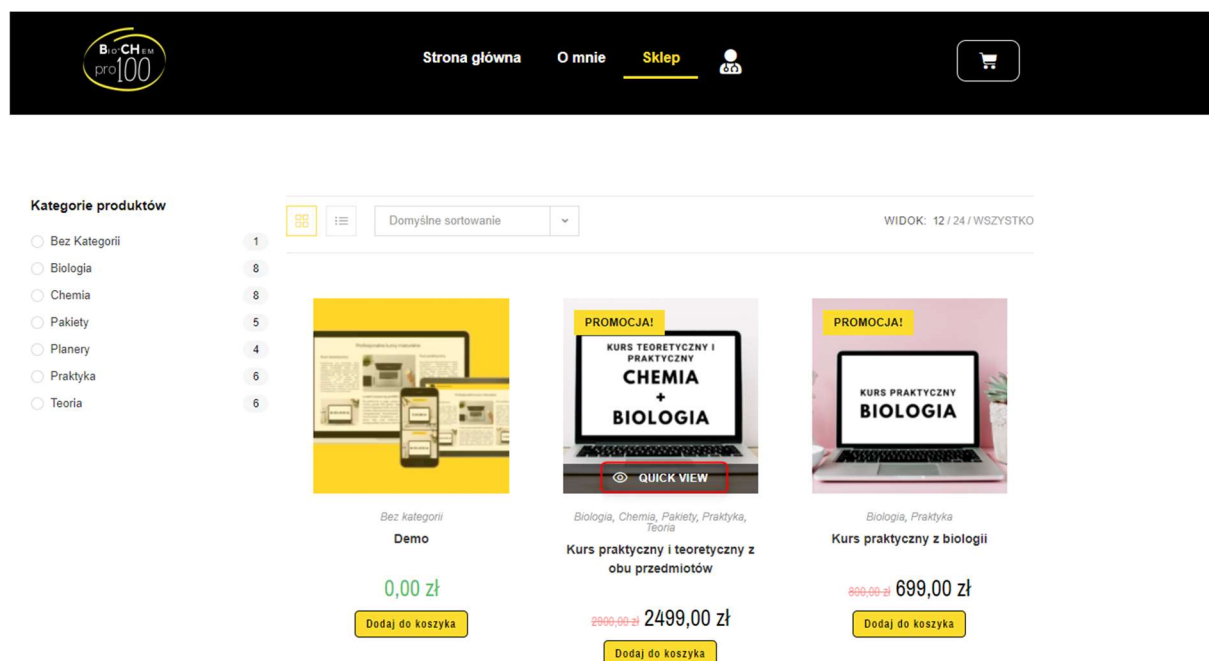 BIO-CHEM
pro100
Strona główna
O mnie
Sklep
Kategorie produktów
Bez Kategorii 1
Biologia 8
Chemia 8
Pakiety 5
Planery 4
Praktyka 6
Teoria 6
Domyślne sortowanie
WIDOK: 12 / 24 / WSZYSTKO
Bez kategorii
Demo
0,00 zł
Dodaj do koszyka
PROMOCJA!
KURS TEORETYCZNY I
PRAKTYCZNY
CHEMIA
+
BIOLOGIA
QUICK VIEW
Biologia, Chemia, Pakiety, Praktyka,
Teoria
Kurs praktyczny i teoretyczny z
obu przedmiotów
2900,00 zł 2499,00 zł
Dodaj do koszyka
PROMOCJA!
KURS PRAKTYCZNY
BIOLOGIA
Biologia, Praktyka
Kurs praktyczny z biologii
800,00 zł 699,00 zł
Dodaj do koszyka